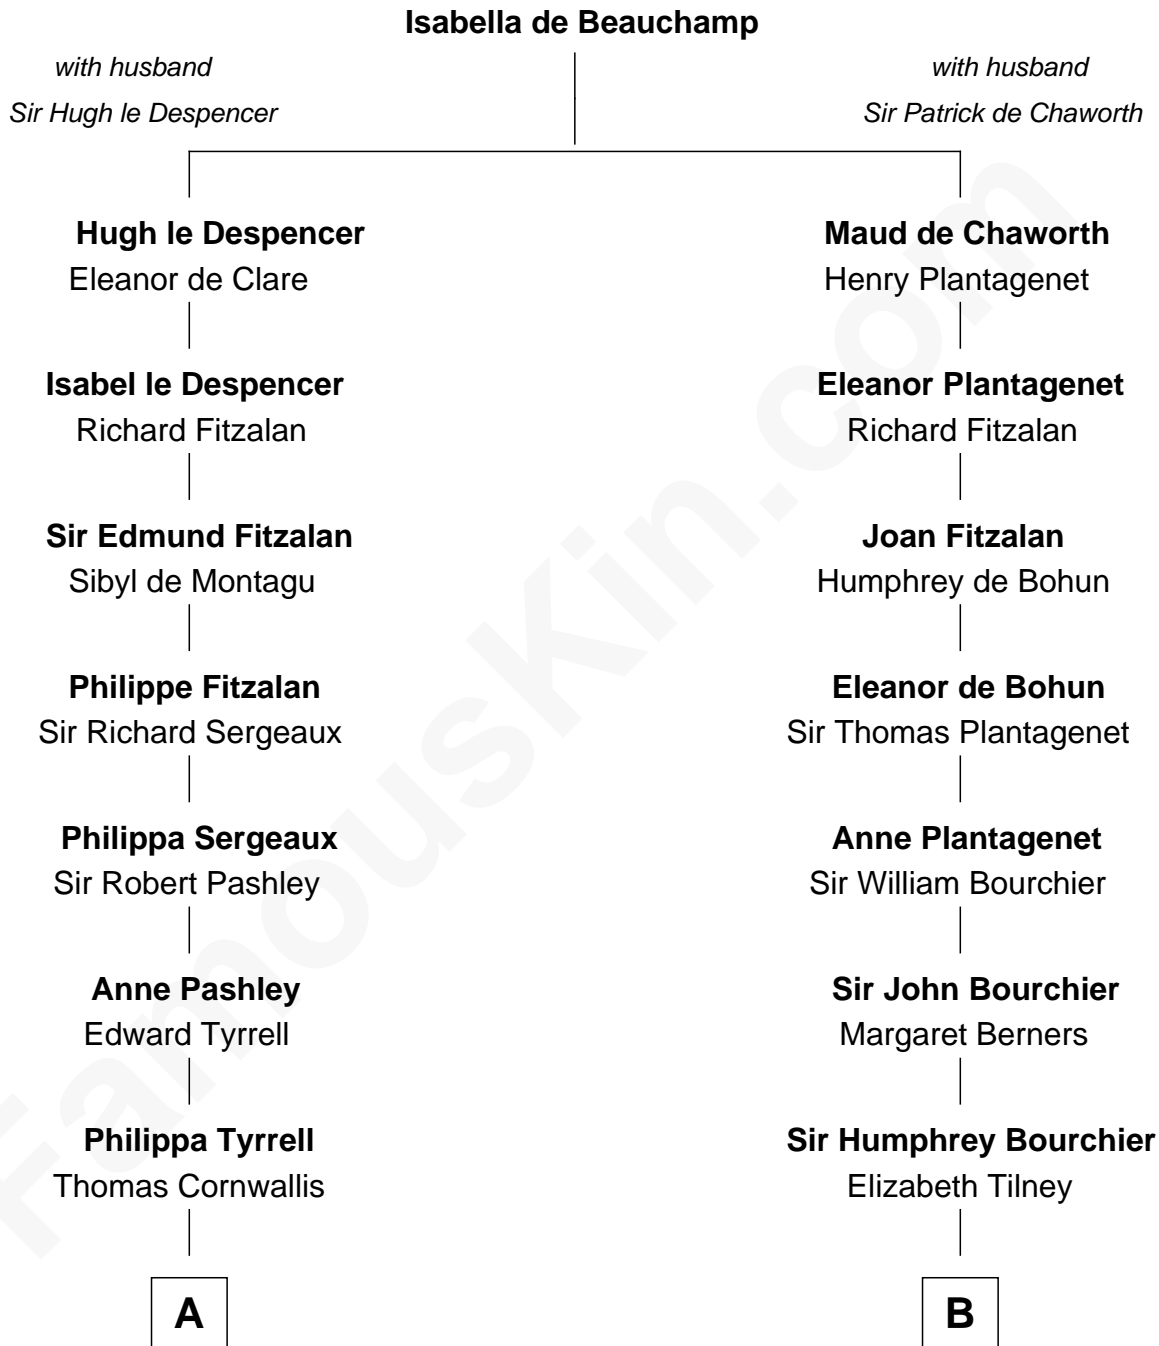 Isabella de Beauchamp
with husband
Sir Hugh le Despencer
with husband
Sir Patrick de Chaworth
Hugh le Despencer
Eleanor de Clare
Maud de Chaworth
Henry Plantagenet
Isabel le Despencer
Richard Fitzalan
Eleanor Plantagenet
Richard Fitzalan
Sir Edmund Fitzalan
Sibyl de Montagu
Joan Fitzalan
Humphrey de Bohun
Philippe Fitzalan
Sir Richard Sergeaux
Eleanor de Bohun
Sir Thomas Plantagenet
Philippa Sergeaux
Sir Robert Pashley
Anne Plantagenet
Sir William Bourchier
Anne Pashley
Edward Tyrrell
Sir John Bourchier
Margaret Berners
Philippa Tyrrell
Thomas Cornwallis
Sir Humphrey Bourchier
Elizabeth Tilney
A
B
FamousKin.com